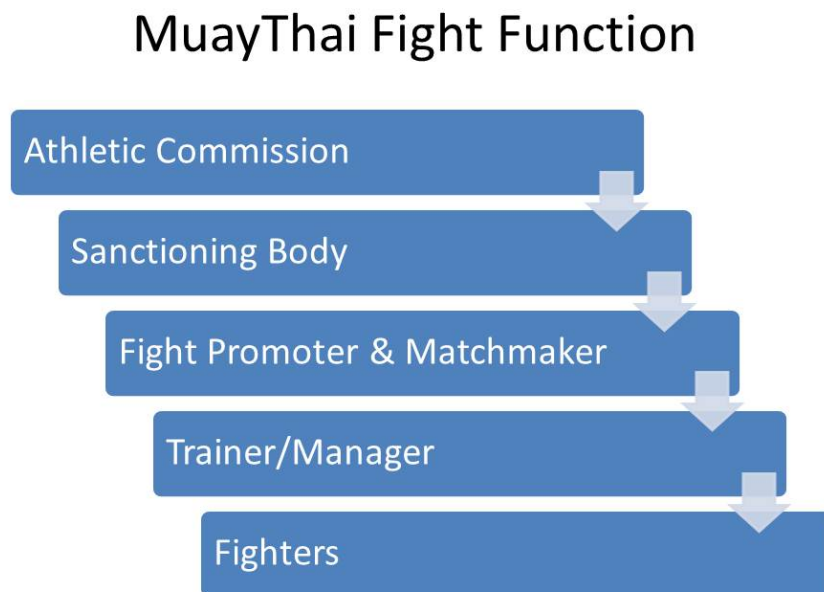 MuayThai Fight Function
Athletic Commission
Sanctioning Body
Fight Promoter & Matchmaker
Trainer/Manager
Fighters